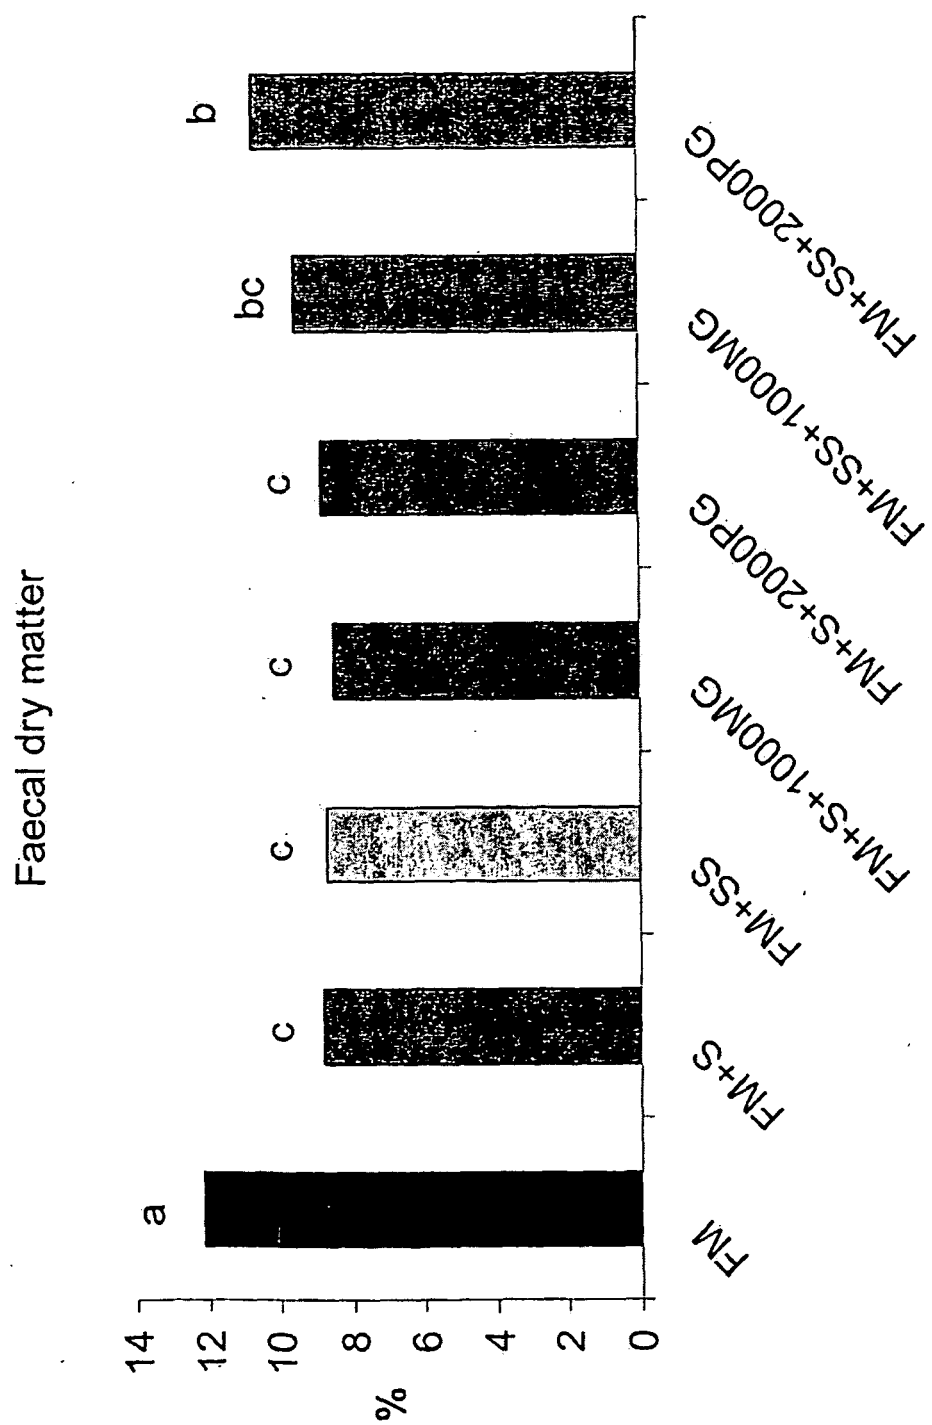 Faecal dry matter
%
14
12
10
8
6
4
2
0
a
c
c
c
c
bc
b
FM
FM+S
FM+SS
FM+S+1000MG
FM+S+2000PG
FM+SS+1000MG
FM+SS+2000PG